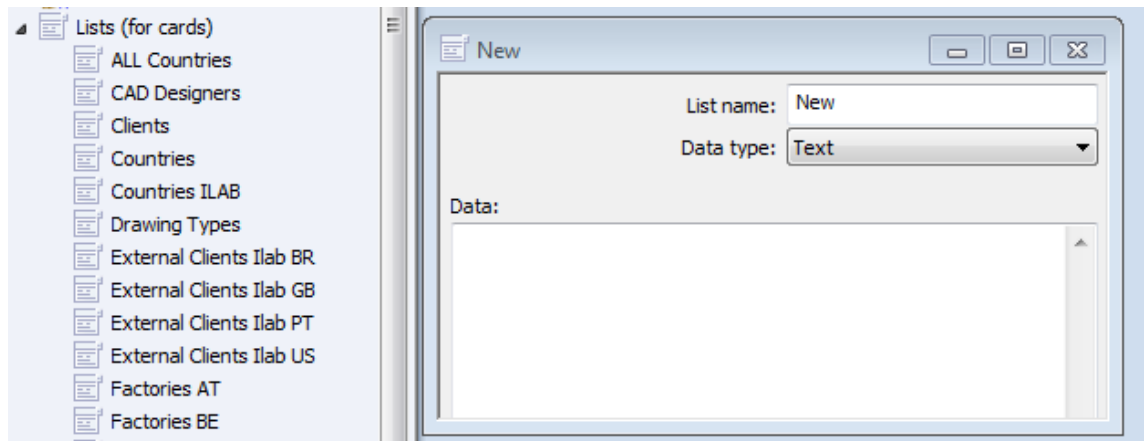 Lists (for cards)
ALL Countries
CAD Designers
Clients
Countries
Countries ILAB
Drawing Types
External Clients Ilab BR
External Clients Ilab GB
External Clients Ilab PT
External Clients Ilab US
Factories AT
Factories BE
New
List name: New
Data type: Text
Data: